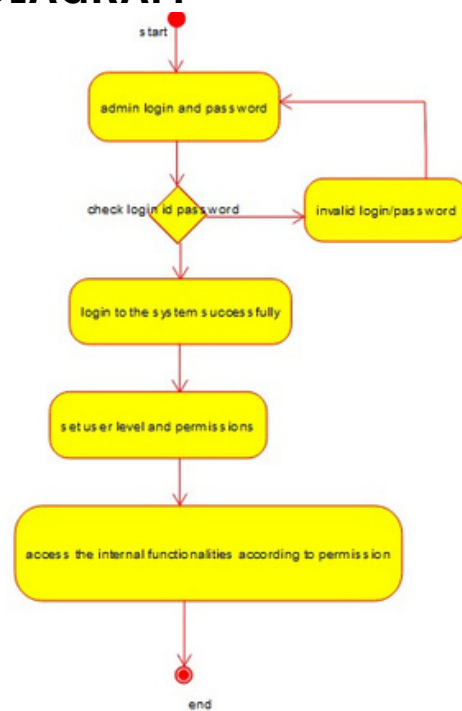 start
admin login and password
check login id password
invalid login/password
login to the system successfully
set user level and permissions
access the internal functionalities according to permission
end